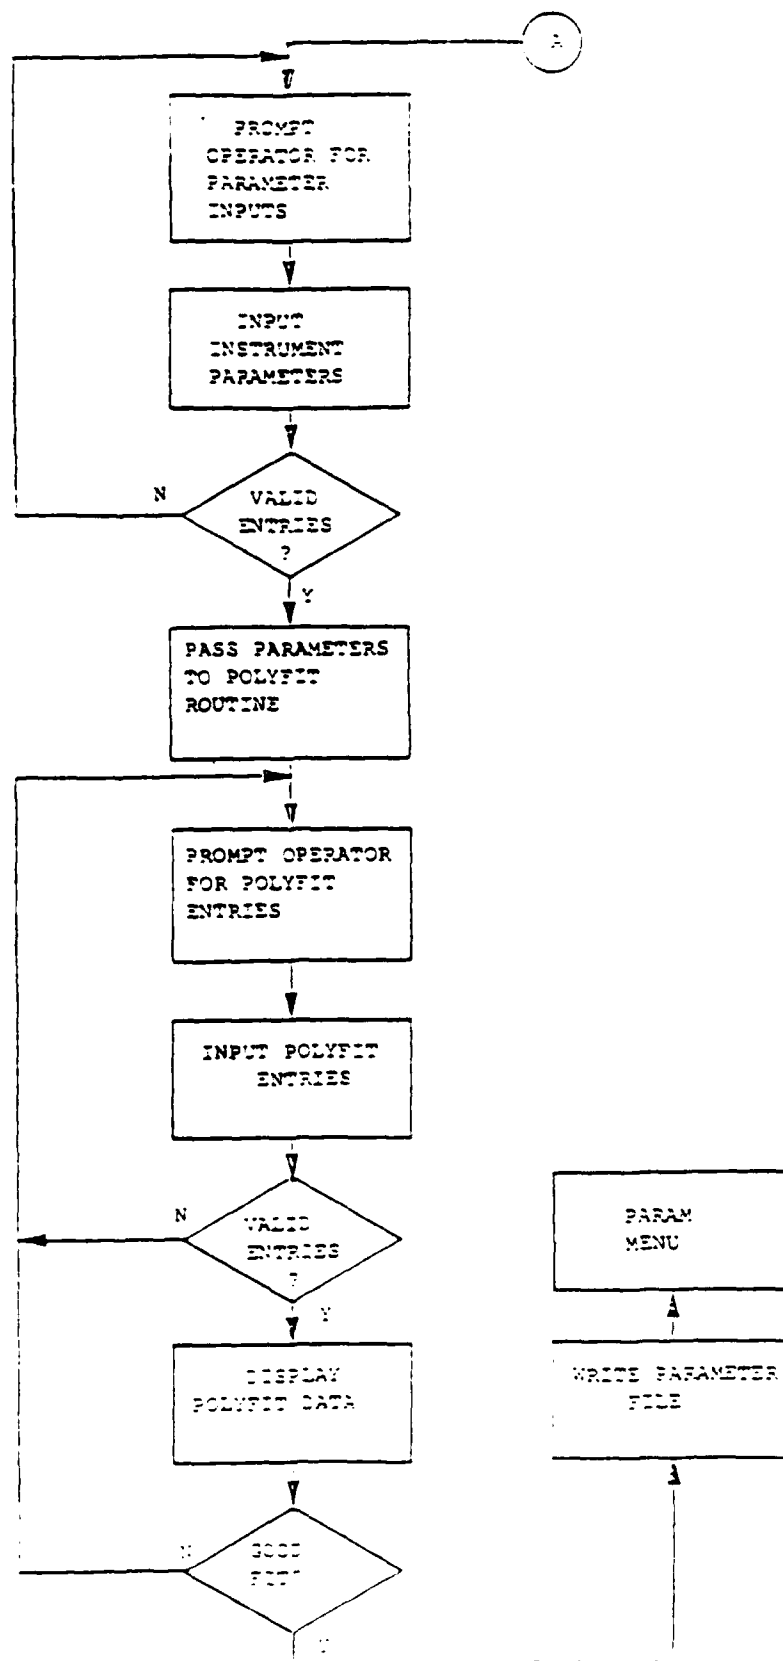 A
PROMPT
OPERATOR FOR
PARAMETER
INPUTS
INPUT
INSTRUMENT
PARAMETERS
N
VALID
ENTRIES
?
Y
PASS PARAMETERS
TO POLYFIT
ROUTINE
PROMPT OPERATOR
FOR POLYFIT
ENTRIES
INPUT POLYFIT
ENTRIES
N
VALID
ENTRIES
?
Y
DISPLAY
POLYFIT DATA
N
GOOD
FIT?
Y
PARAM
MENU
WRITE PARAMETER
FILE